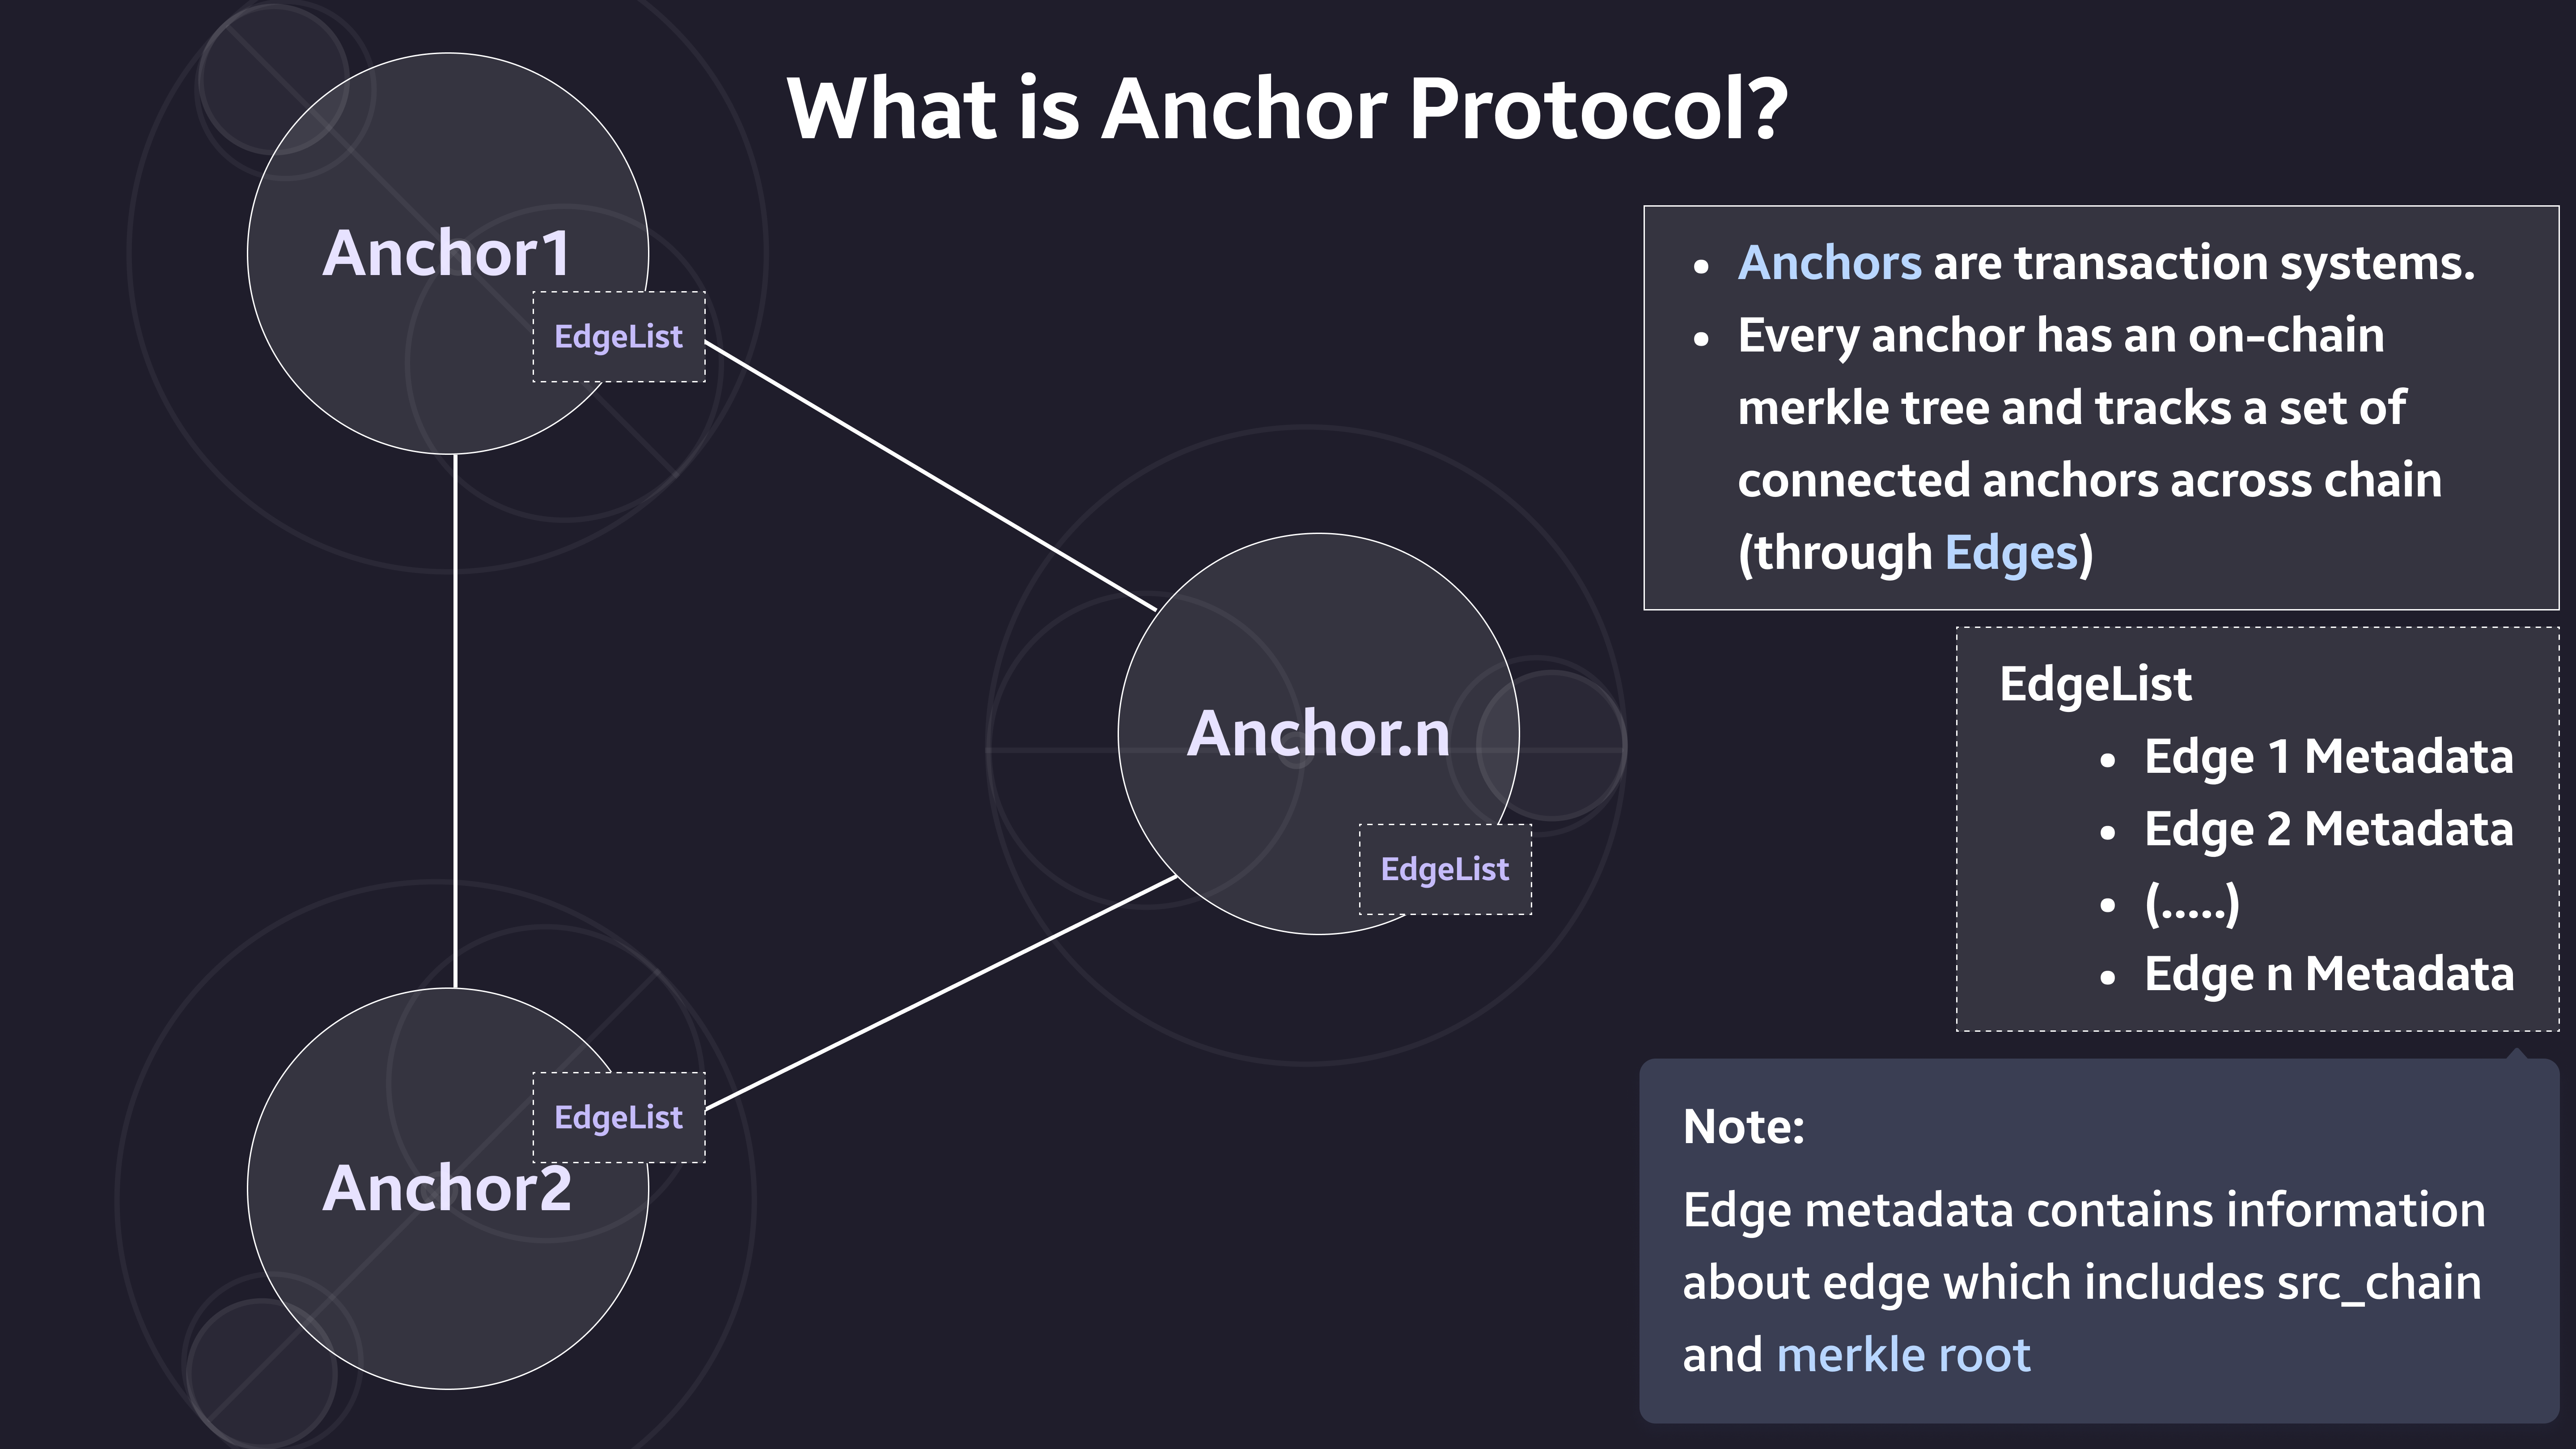 What is Anchor Protocol?
Anchor1
EdgeList
Anchor.n
EdgeList
EdgeList
Anchor2
• Anchors are transaction systems.
• Every anchor has an on-chain
merkle tree and tracks a set of
connected anchors across chain
(through Edges)
EdgeList
• Edge 1 Metadata
• Edge 2 Metadata
• (.....)
• Edge n Metadata
Note:
Edge metadata contains information
about edge which includes src_chain
and merkle root